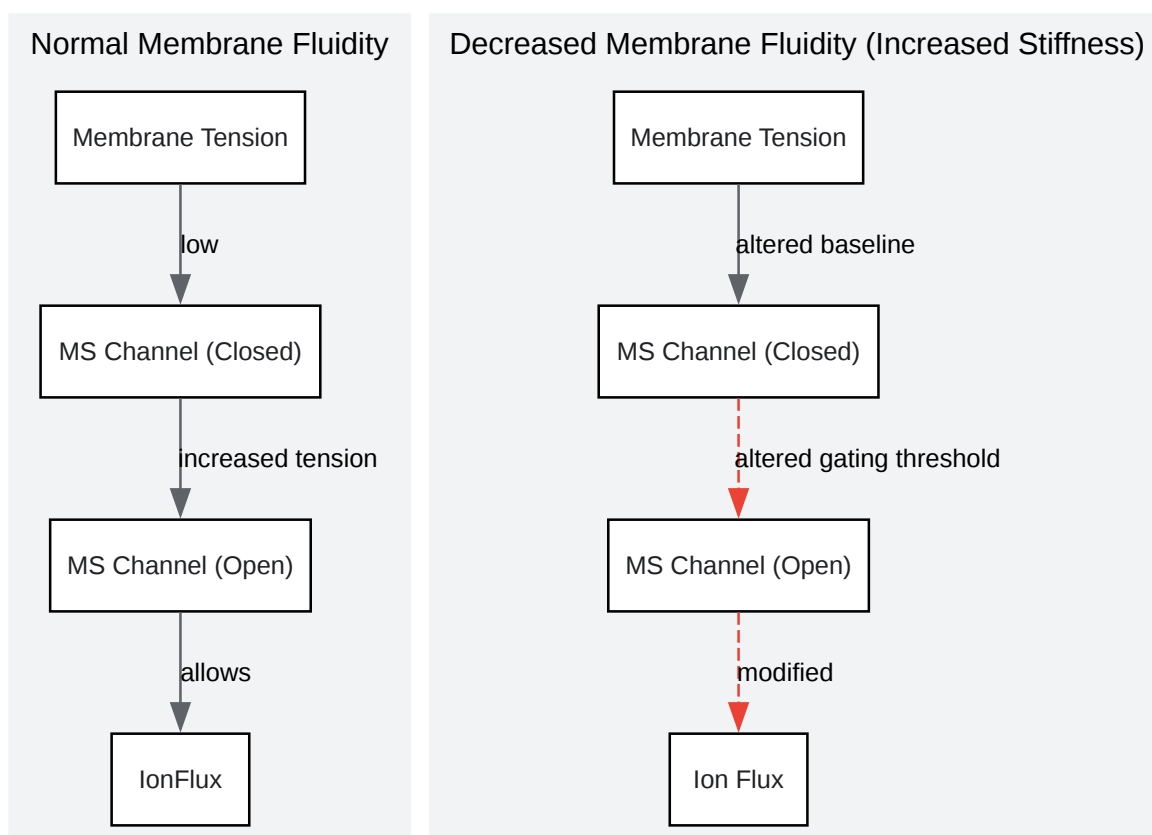 Normal Membrane Fluidity
Membrane Tension
low
MS Channel (Closed)
increased tension
MS Channel (Open)
allows
IonFlux
Decreased Membrane Fluidity (Increased Stiffness)
Membrane Tension
altered baseline
MS Channel (Closed)
altered gating threshold
MS Channel (Open)
modified
Ion Flux